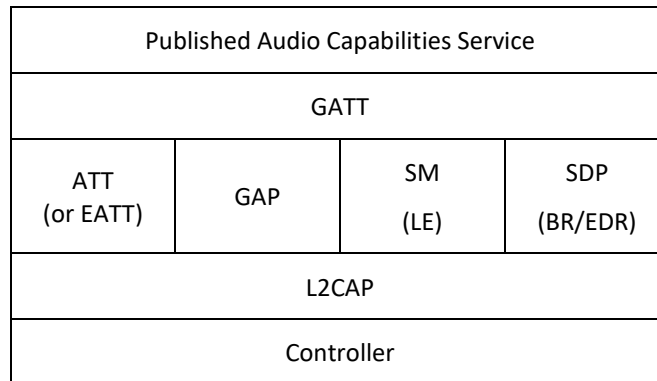 Published Audio Capabilities Service
GATT
ATT
(or EATT)
GAP
SM
(LE)
SDP
(BR/EDR)
L2CAP
Controller